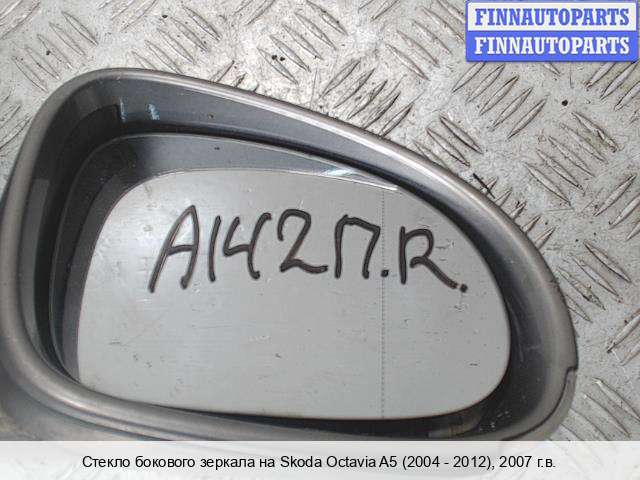 FINNAUTOPARTS
FINNAUTOPARTS
A142П.R.
Стекло бокового зеркала на Skoda Octavia A5 (2004 - 2012), 2007 г.в.